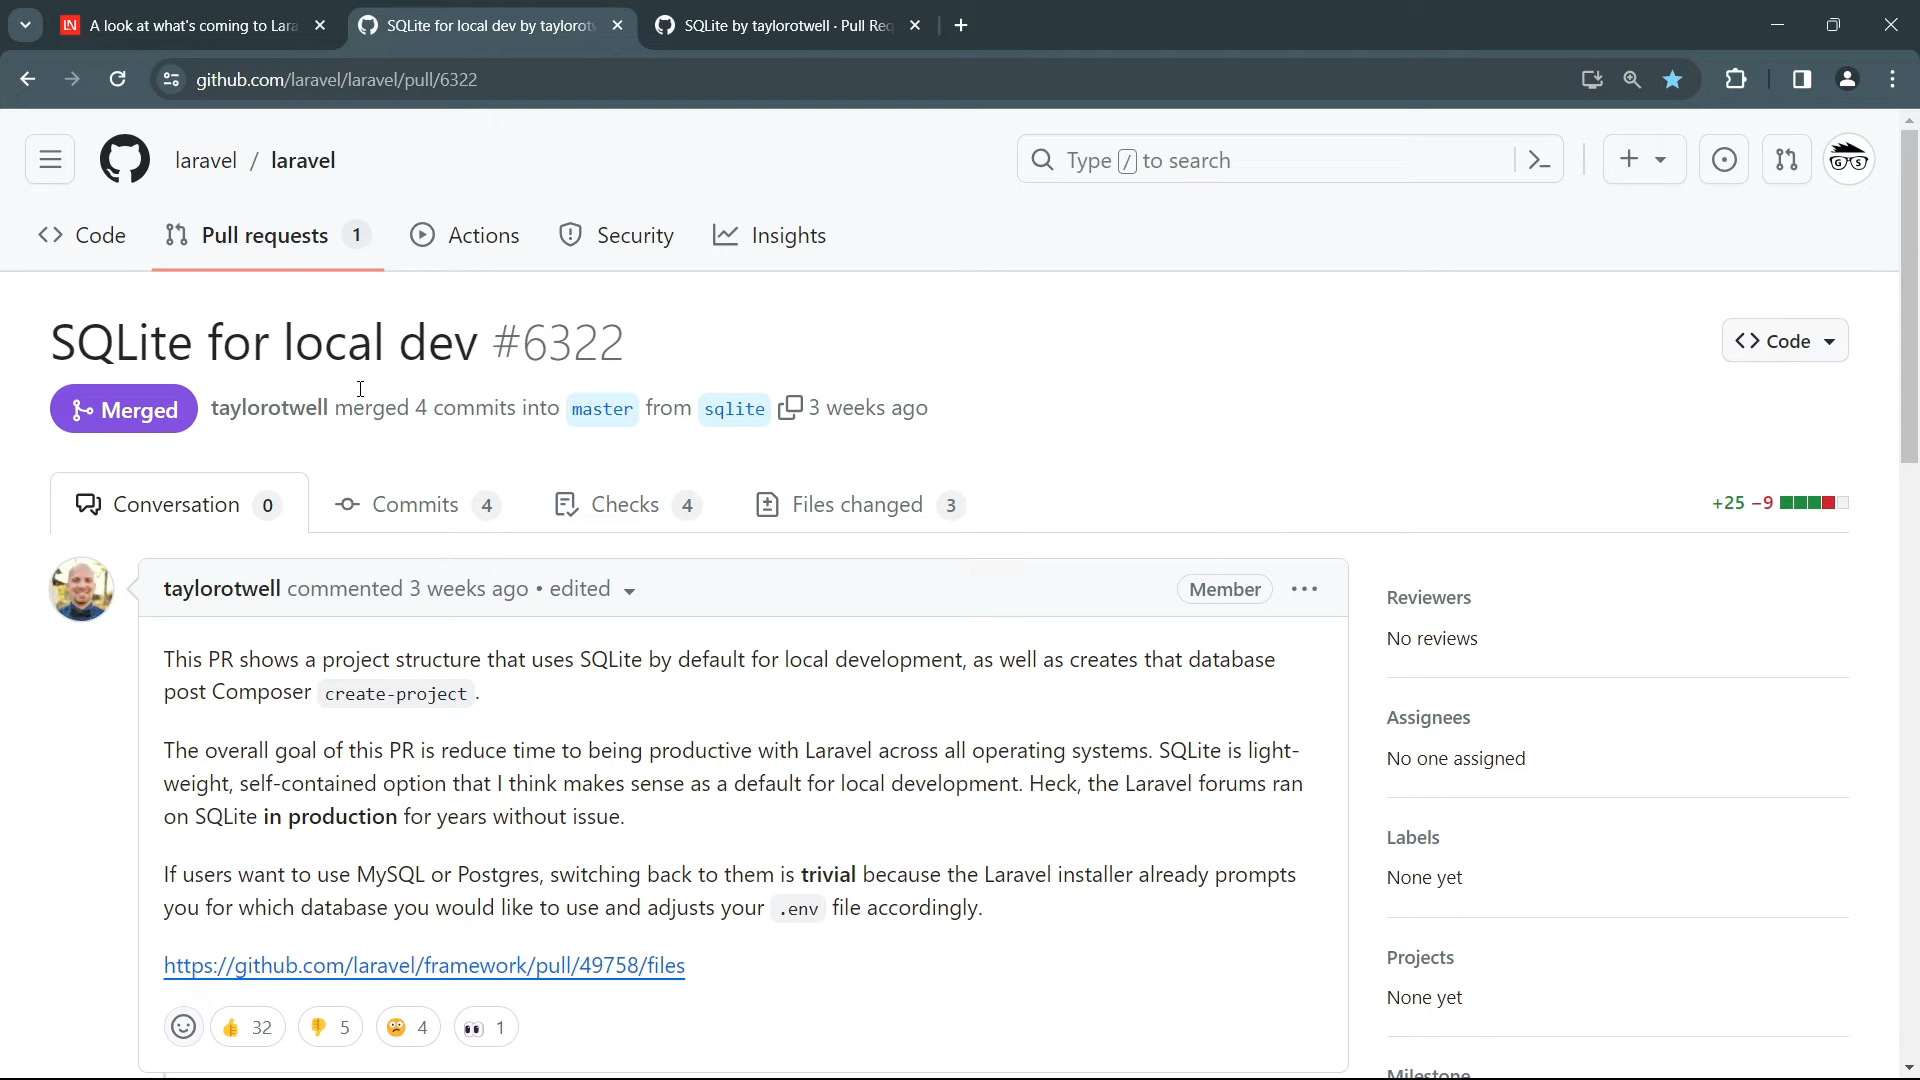 A look at what's coming to Lara
SQLite for local dev by taylorotw
SQLite by taylorotwell · Pull Req
github.com/laravel/laravel/pull/6322
laravel / laravel
Type / to search
Code
Pull requests 1
Actions
Security
Insights
SQLite for local dev #6322
Code
Merged
taylorotwell merged 4 commits into master from sqlite 3 weeks ago
Conversation 0
Commits 4
Checks 4
Files changed 3
+25 −9
taylorotwell commented 3 weeks ago • edited
Member
This PR shows a project structure that uses SQLite by default for local development, as well as creates that database
post Composer create-project.
The overall goal of this PR is reduce time to being productive with Laravel across all operating systems. SQLite is light-
weight, self-contained option that I think makes sense as a default for local development. Heck, the Laravel forums ran
on SQLite in production for years without issue.
If users want to use MySQL or Postgres, switching back to them is trivial because the Laravel installer already prompts
you for which database you would like to use and adjusts your .env file accordingly.
https://github.com/laravel/framework/pull/49758/files
32
5
4
1
Reviewers
No reviews
Assignees
No one assigned
Labels
None yet
Projects
None yet
Milestone